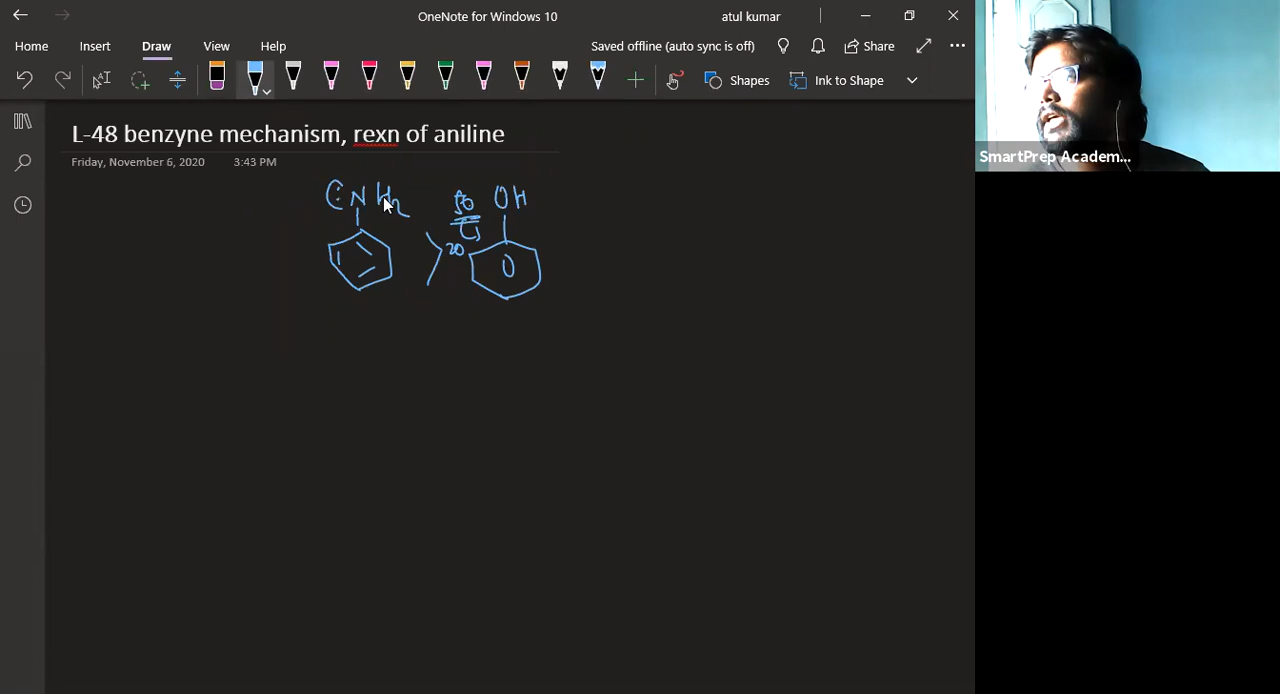 OneNote for Windows 10
atul kumar
Home Insert Draw View Help
Saved offline (auto sync is off)
Share
Shapes
Ink to Shape
L-48 benzyne mechanism, rexn of aniline
Friday, November 6, 2020 3:43 PM
SmartPrep Academ...
NH2
OH
20